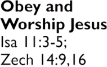 Obey and
Worship Jesus
Isa 11:3-5;
Zech 14:9,16